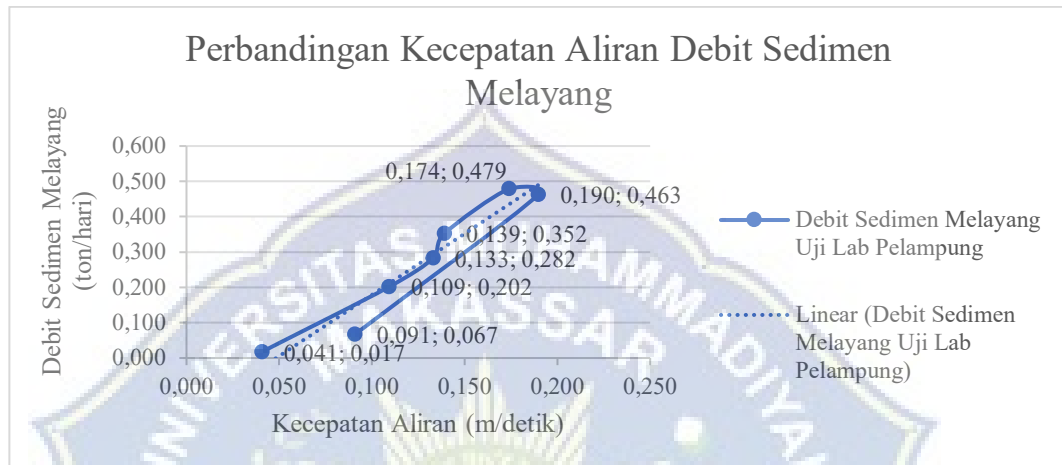 Perbandingan Kecepatan Aliran Debit Sedimen
Melayang
Debit Sedimen Melayang
(ton/hari)
0,600
0,500
0,400
0,300
0,200
0,100
0,000
0,174; 0,479
0,190; 0,463
0,139; 0,352
0,133; 0,282
0,109; 0,202
0,091; 0,067
0,041; 0,017
0,000 0,050 0,100 0,150 0,200 0,250
Kecepatan Aliran (m/detik)
Debit Sedimen Melayang
Uji Lab Pelampung
Linear (Debit Sedimen
Melayang Uji Lab
Pelampung)